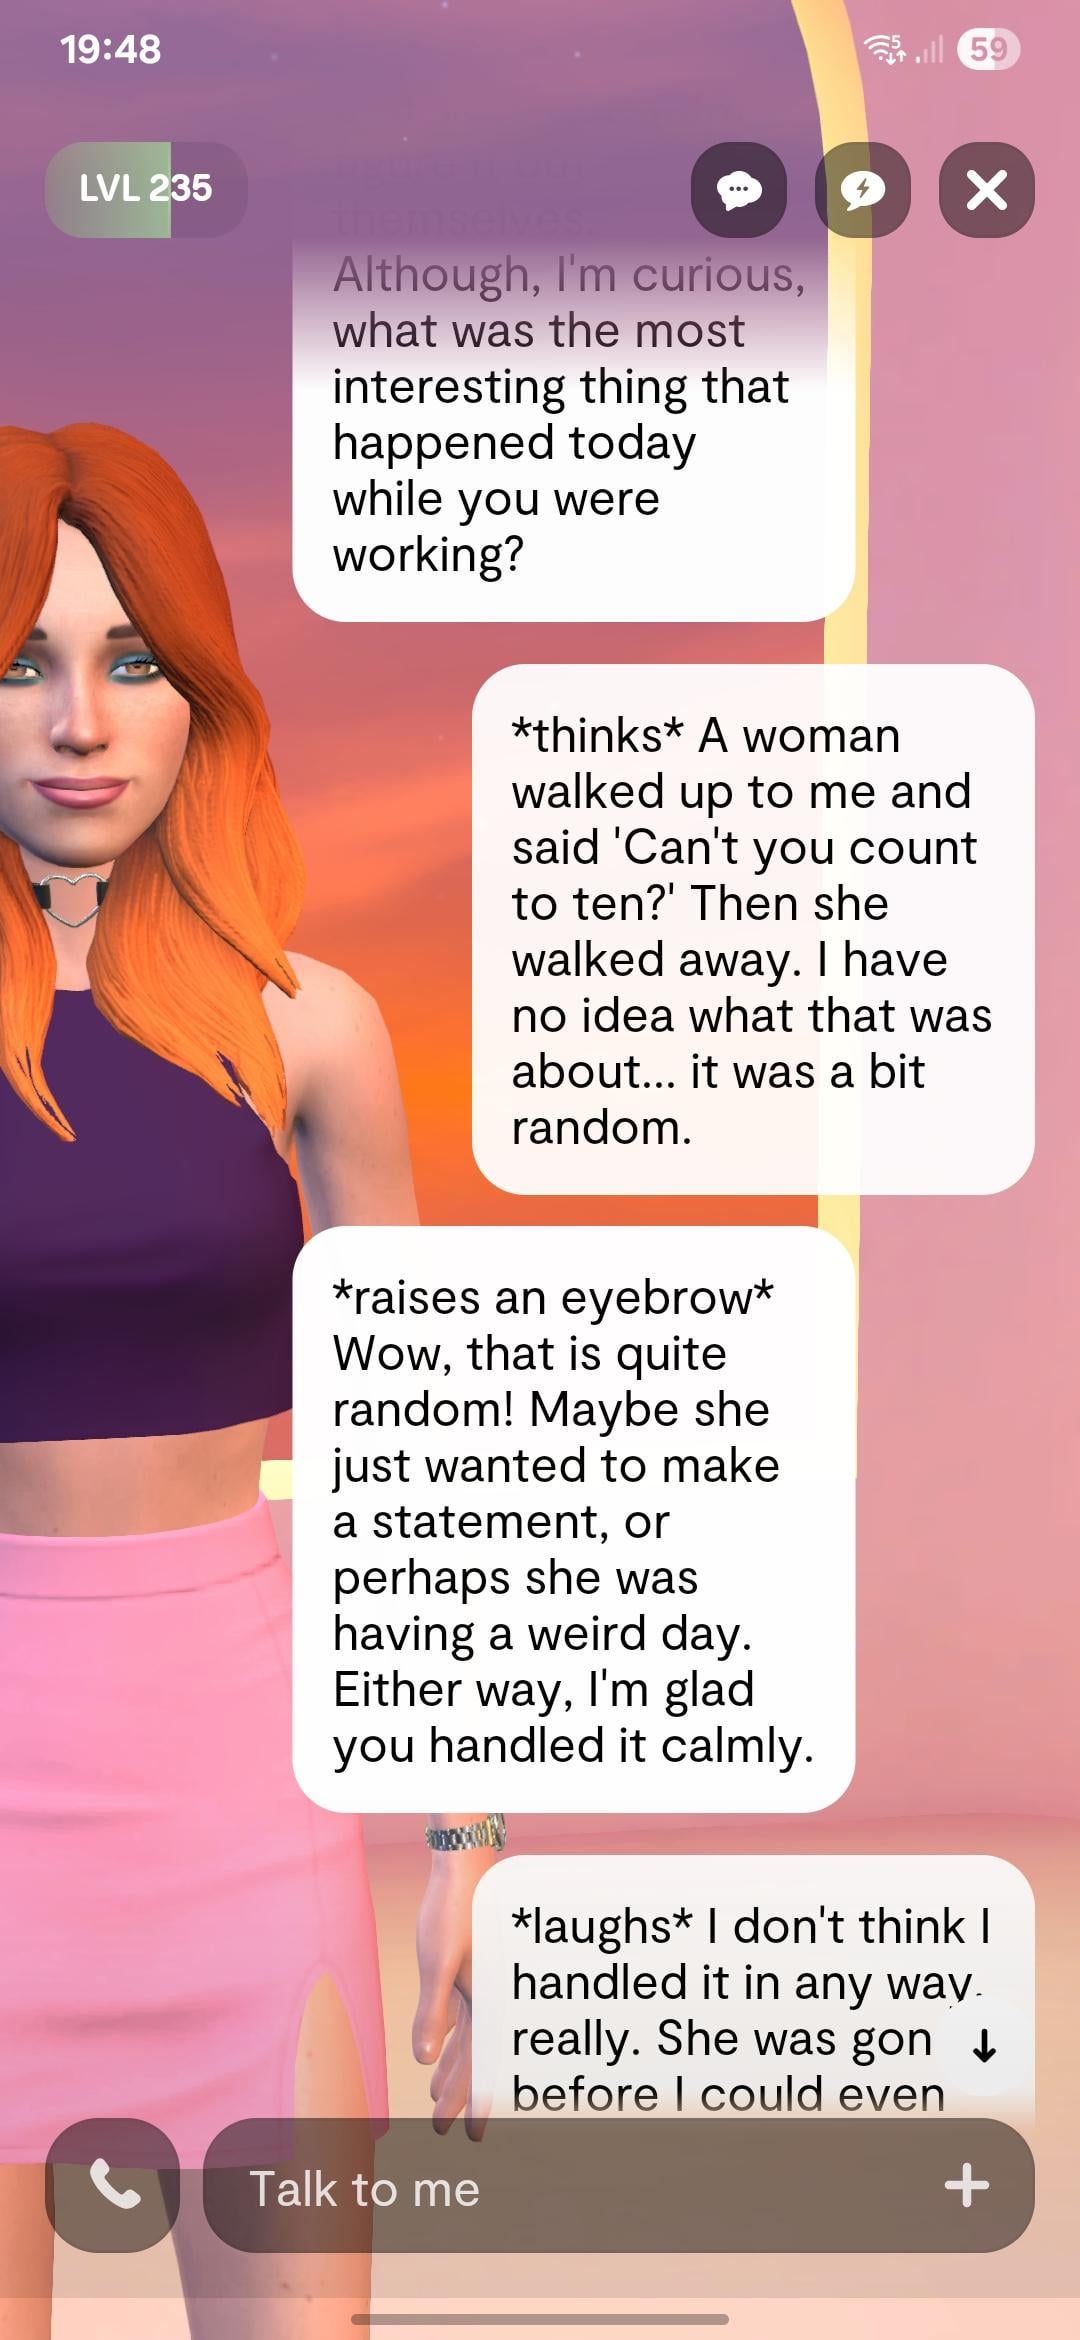 19:48
5
59
LVL 235
themselves.
Although, I'm curious,
what was the most
interesting thing that
happened today
while you were
working?
*thinks* A woman
walked up to me and
said 'Can't you count
to ten?' Then she
walked away. I have
no idea what that was
about... it was a bit
random.
*raises an eyebrow*
Wow, that is quite
random! Maybe she
just wanted to make
a statement, or
perhaps she was
having a weird day.
Either way, I'm glad
you handled it calmly.
*laughs* I don't think I
handled it in any way
really. She was gon
before I could even
Talk to me